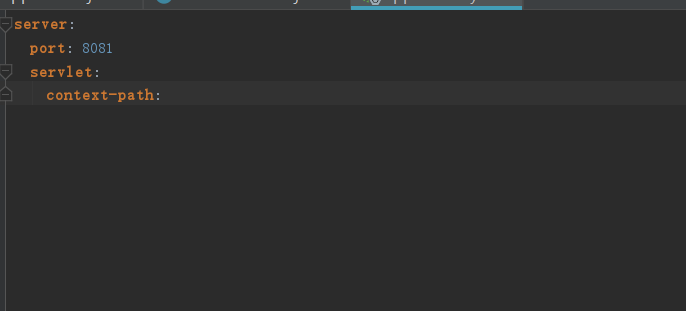 server:
port: 8081
servlet:
context-path: